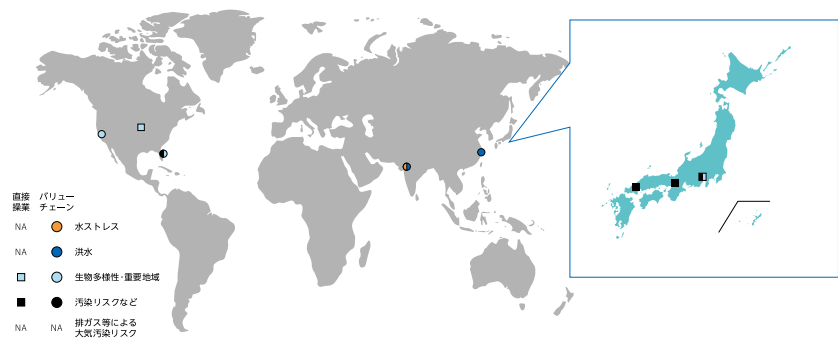 直接
操業
バリュー
チェーン
NA
水ストレス
NA
洪水
生物多様性・重要地域
汚染リスクなど
NA
NA
排ガス等による
大気汚染リスク